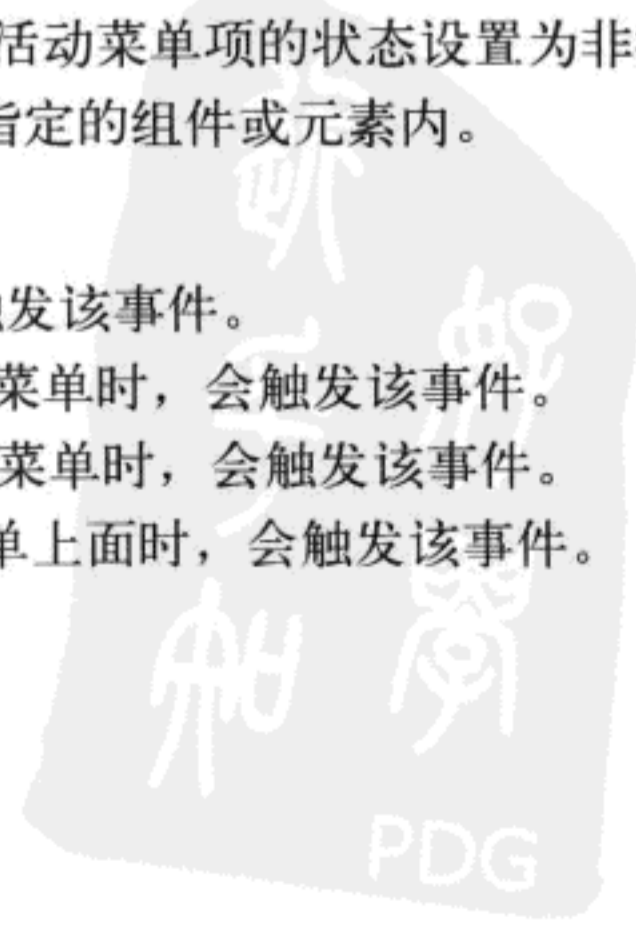 活动菜单项的状态设置为非
指定的组件或元素内。
发该事件。
菜单时，会触发该事件。
菜单时，会触发该事件。
单上面时，会触发该事件。
PDG